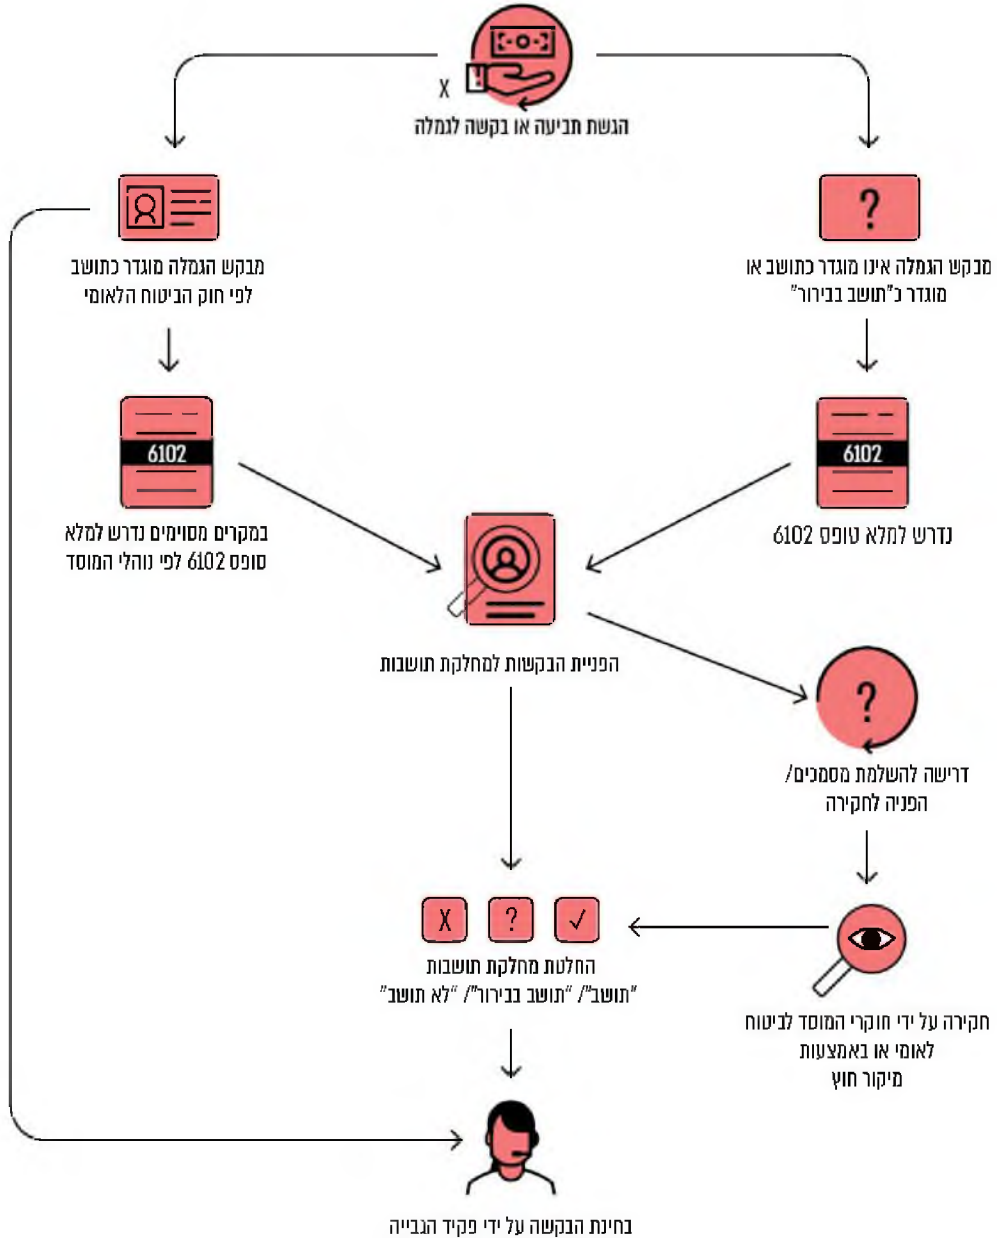 הגשת תביעה או בקשה לגמלה
מבקש הגמלה אינו מוגדר כתושב או
מוגדר כ"תושב בבירור"
מבקש הגמלה מוגדר כתושב
לפי חוק הביטוח הלאומי
6102
נדרש למלא טופס 6102
6102
במקרים מסוימים נדרש למלא
טופס 6102 לפי נוהלי המוסד
הפניית הבקשות למחלקת תושבות
דרישה להשלמת מסמכים/
הפניה לחקירה
חקירה על ידי חוקרי המוסד לביטוח
לאומי או באמצעות
מיקור חוץ
החלטת מחלקת תושבות
"תושב"/ "תושב בבירור"/ "לא תושב"
בחינת הבקשה על ידי פקיד הגבייה